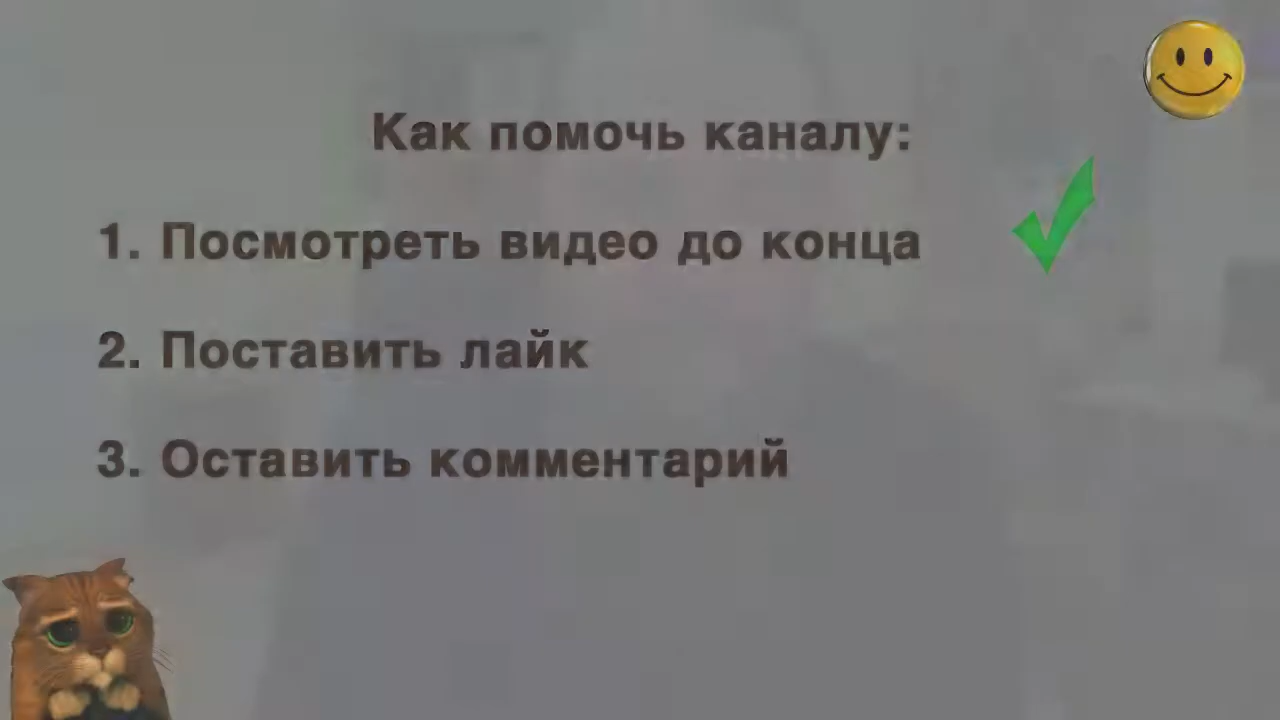 Как помочь каналу:
1. Посмотреть видео до конца
2. Поставить лайк
3. Оставить комментарий